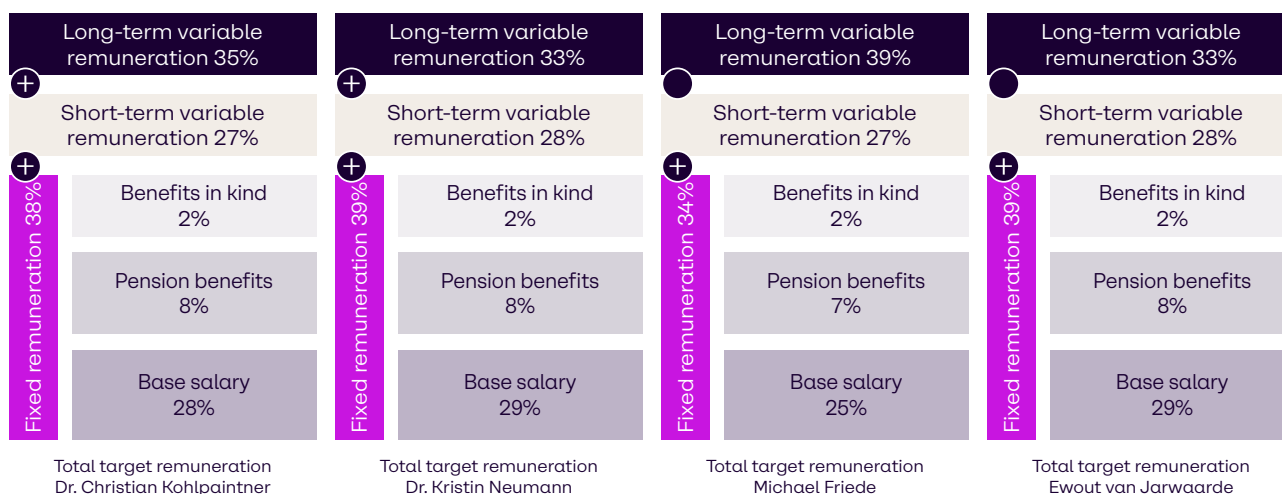 Long-term variable
remuneration 35%
+
Short-term variable
remuneration 27%
+
Fixed remuneration 38%
Benefits in kind
2%
Pension benefits
8%
Base salary
28%
Total target remuneration
Dr. Christian Kohlpaintner
Long-term variable
remuneration 33%
+
Short-term variable
remuneration 28%
+
Fixed remuneration 39%
Benefits in kind
2%
Pension benefits
8%
Base salary
29%
Total target remuneration
Dr. Kristin Neumann
Long-term variable
remuneration 39%
Short-term variable
remuneration 27%
+
Fixed remuneration 34%
Benefits in kind
2%
Pension benefits
7%
Base salary
25%
Total target remuneration
Michael Friede
Long-term variable
remuneration 33%
Short-term variable
remuneration 28%
+
Fixed remuneration 39%
Benefits in kind
2%
Pension benefits
8%
Base salary
29%
Total target remuneration
Ewout van Jarwaarde